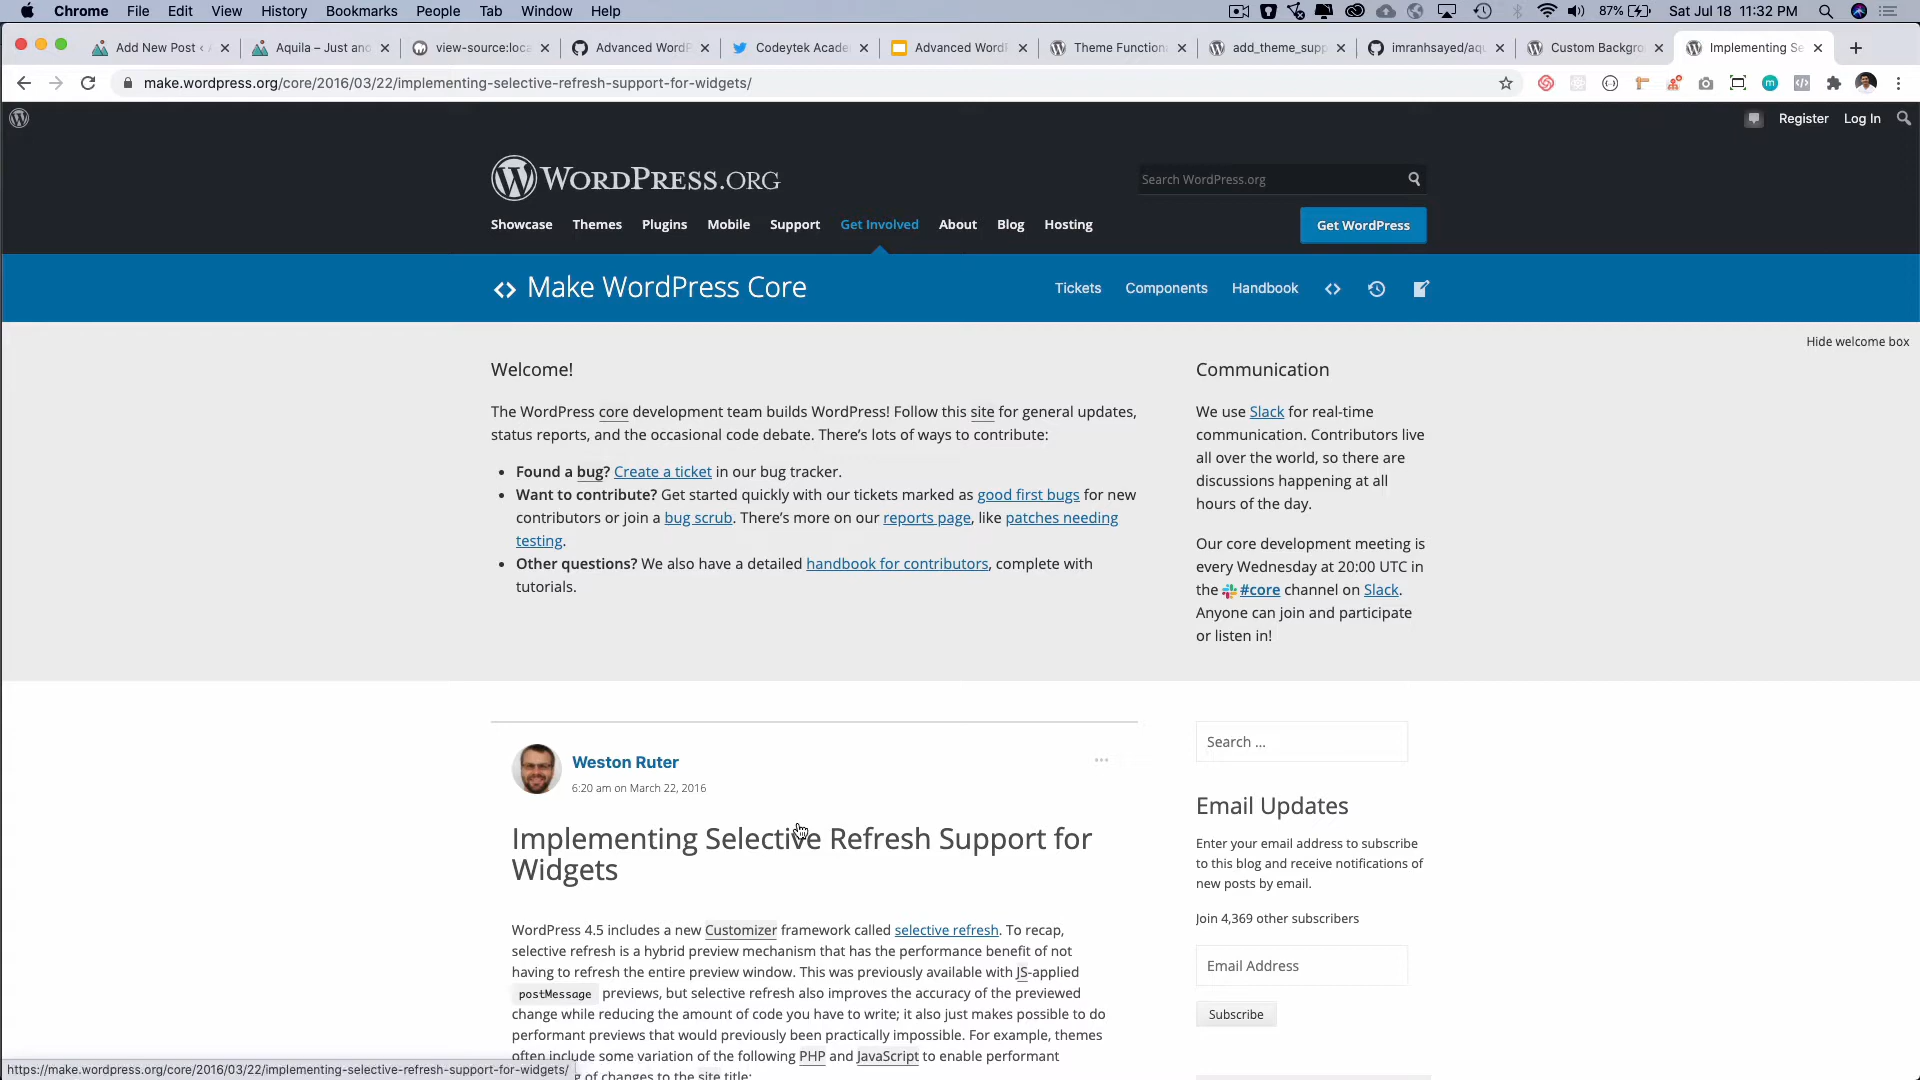 Chrome File Edit View History Bookmarks People Tab Window Help 87% Sat Jul 18 11:32 PM
Add New Post ‹ A
Aquila – Just ano
view-source:loca
Advanced WordP
Codeytek Acade
Advanced WordP
Theme Function
add_theme_supp
imranhsayed/aqu
Custom Backgro
Implementing Se
make.wordpress.org/core/2016/03/22/implementing-selective-refresh-support-for-widgets/
Register Log In
WORDPRESS.ORG
Search WordPress.org
Showcase Themes Plugins Mobile Support Get Involved About Blog Hosting
Get WordPress
Make WordPress Core
Tickets Components Handbook
Hide welcome box
Welcome!
The WordPress core development team builds WordPress! Follow this site for general updates,
status reports, and the occasional code debate. There’s lots of ways to contribute:
• Found a bug? Create a ticket in our bug tracker.
• Want to contribute? Get started quickly with our tickets marked as good first bugs for new
contributors or join a bug scrub. There’s more on our reports page, like patches needing
testing.
• Other questions? We also have a detailed handbook for contributors, complete with
tutorials.
Communication
We use Slack for real-time
communication. Contributors live
all over the world, so there are
discussions happening at all
hours of the day.
Our core development meeting is
every Wednesday at 20:00 UTC in
the #core channel on Slack.
Anyone can join and participate
or listen in!
Weston Ruter
6:20 am on March 22, 2016
Implementing Selective Refresh Support for
Widgets
WordPress 4.5 includes a new Customizer framework called selective refresh. To recap,
selective refresh is a hybrid preview mechanism that has the performance benefit of not
having to refresh the entire preview window. This was previously available with JS-applied
postMessage previews, but selective refresh also improves the accuracy of the previewed
change while reducing the amount of code you have to write; it also just makes possible to do
performant previews that would previously been practically impossible. For example, themes
often include some variation of the following PHP and JavaScript to enable performant
g of changes to the site title:
Search ...
Email Updates
Enter your email address to subscribe
to this blog and receive notifications of
new posts by email.
Join 4,369 other subscribers
Email Address
Subscribe
https://make.wordpress.org/core/2016/03/22/implementing-selective-refresh-support-for-widgets/